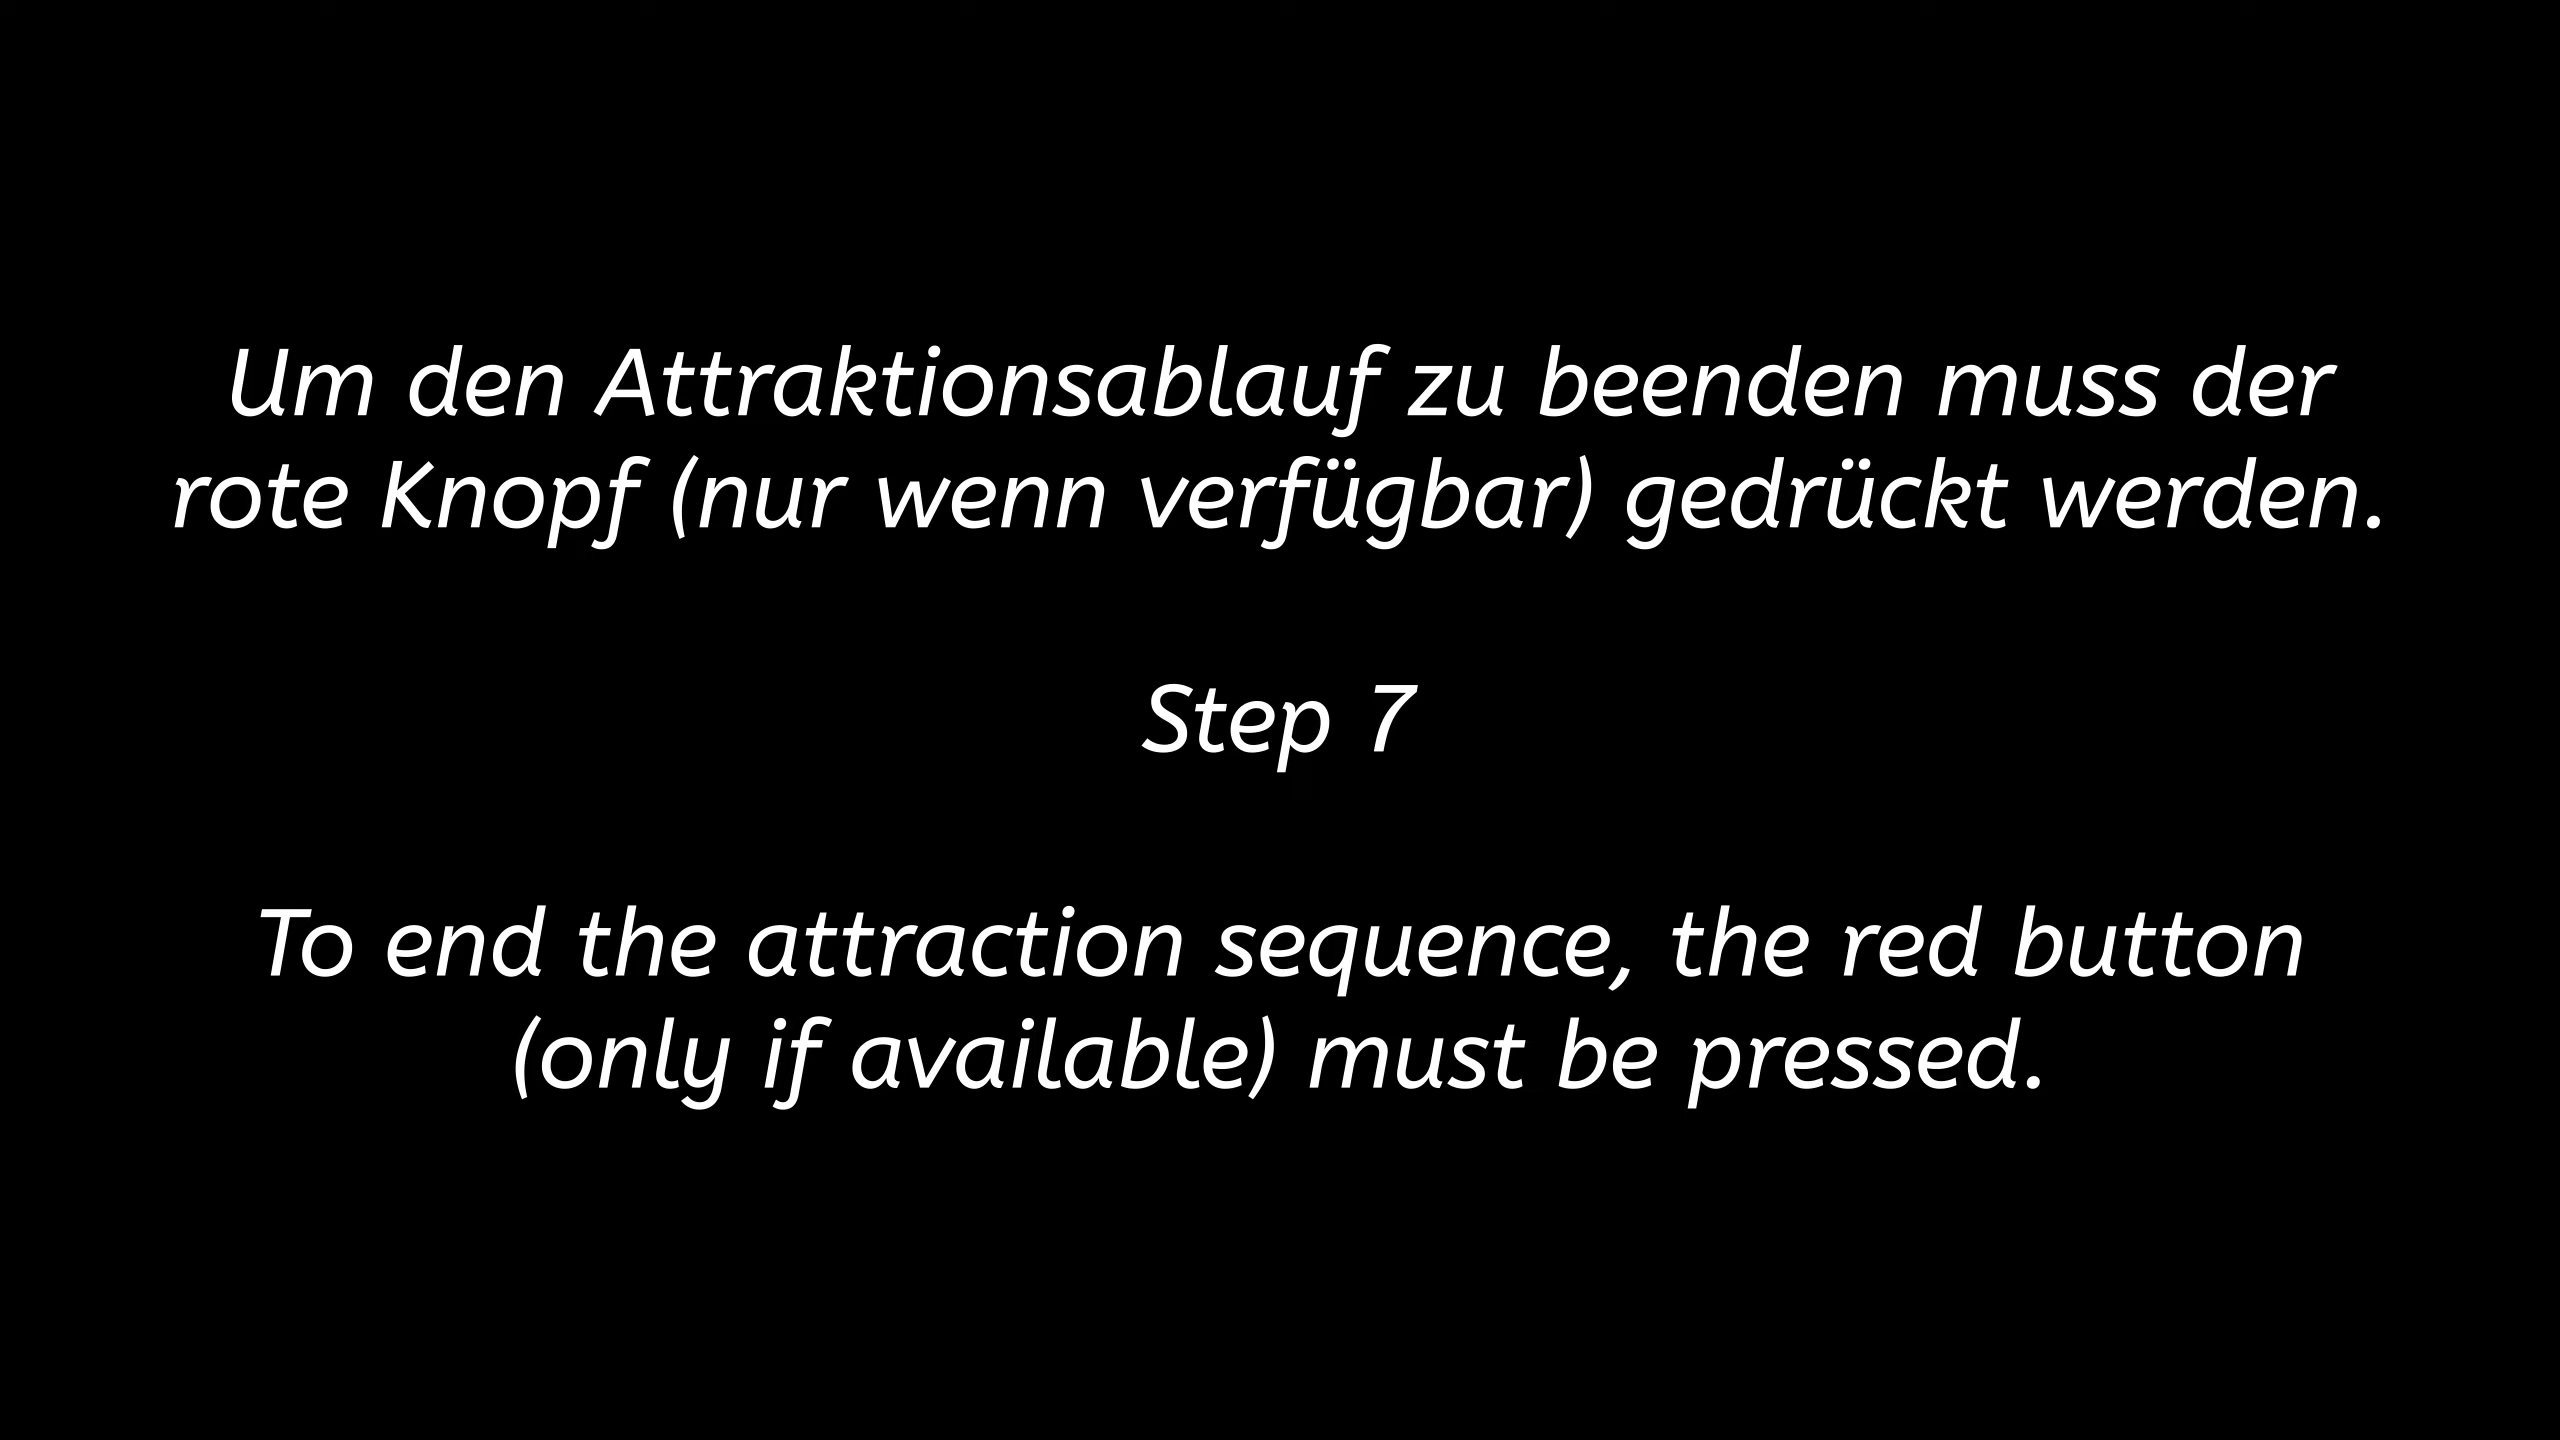 Um den Attraktionsablauf zu beenden muss der
rote Knopf (nur wenn verfügbar) gedrückt werden.
Step 7
To end the attraction sequence, the red button
(only if available) must be pressed.